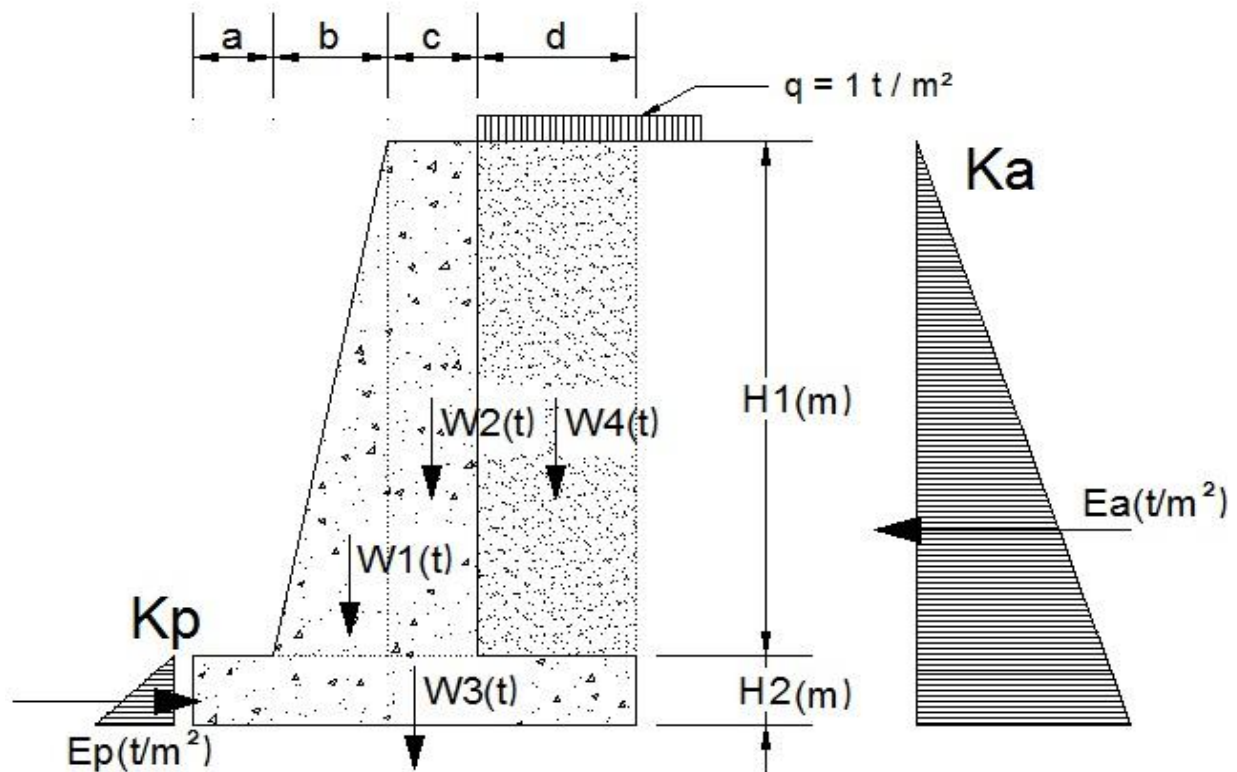 a
b
c
d
q = 1 t / m²
Ka
H1(m)
W2(t)
W4(t)
Ea(t/m²)
W1(t)
Kp
W3(t)
H2(m)
Ep(t/m²)